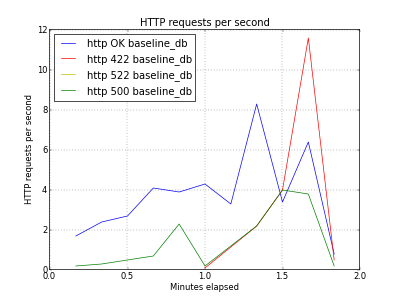 HTTP requests per second
12
10
8
6
4
2
0
HTTP requests per second
http OK baseline_db
http 422 baseline_db
http 522 baseline_db
http 500 baseline_db
0.0 0.5 1.0 1.5 2.0
Minutes elapsed